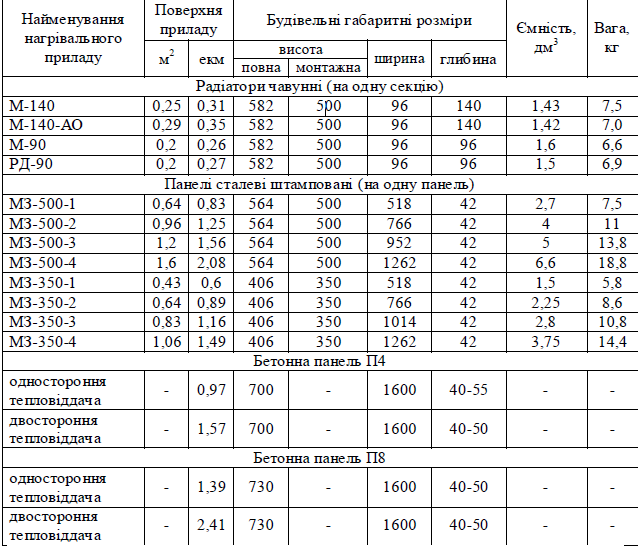 Найменування нагрівального приладу | Поверхня приладу | Будівельні габаритні розміри | Ємність, дм³ | Вага, кг
м² | екм | висота | ширина | глибина
повна | монтажна
Радіатори чавунні (на одну секцію)
М-140 | 0,25 | 0,31 | 582 | 500 | 96 | 140 | 1,43 | 7,5
М-140-АО | 0,29 | 0,35 | 582 | 500 | 96 | 140 | 1,42 | 7,0
М-90 | 0,2 | 0,26 | 582 | 500 | 96 | 96 | 1,6 | 6,6
РД-90 | 0,2 | 0,27 | 582 | 500 | 96 | 96 | 1,5 | 6,9
Панелі сталеві штамповані (на одну панель)
МЗ-500-1 | 0,64 | 0,83 | 564 | 500 | 518 | 42 | 2,7 | 7,5
МЗ-500-2 | 0,96 | 1,25 | 564 | 500 | 766 | 42 | 4 | 11
МЗ-500-3 | 1,2 | 1,56 | 564 | 500 | 952 | 42 | 5 | 13,8
МЗ-500-4 | 1,6 | 2,08 | 564 | 500 | 1262 | 42 | 6,6 | 18,8
МЗ-350-1 | 0,43 | 0,6 | 406 | 350 | 518 | 42 | 1,5 | 5,8
МЗ-350-2 | 0,64 | 0,89 | 406 | 350 | 766 | 42 | 2,25 | 8,6
МЗ-350-3 | 0,83 | 1,16 | 406 | 350 | 1014 | 42 | 2,8 | 10,8
МЗ-350-4 | 1,06 | 1,49 | 406 | 350 | 1262 | 42 | 3,75 | 14,4
Бетонна панель П4
одностороння тепловіддача | - | 0,97 | 700 | - | 1600 | 40-55 | - | -
двостороння тепловіддача | - | 1,57 | 700 | - | 1600 | 40-50 | - | -
Бетонна панель П8
одностороння тепловіддача | - | 1,39 | 730 | - | 1600 | 40-50 | - | -
двостороння тепловіддача | - | 2,41 | 730 | - | 1600 | 40-50 | - | -